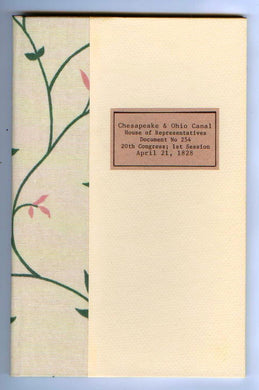 Chesapeake & Ohio Canal
House of Representatives
Document No 254
20th Congress; 1st Session
April 21, 1828